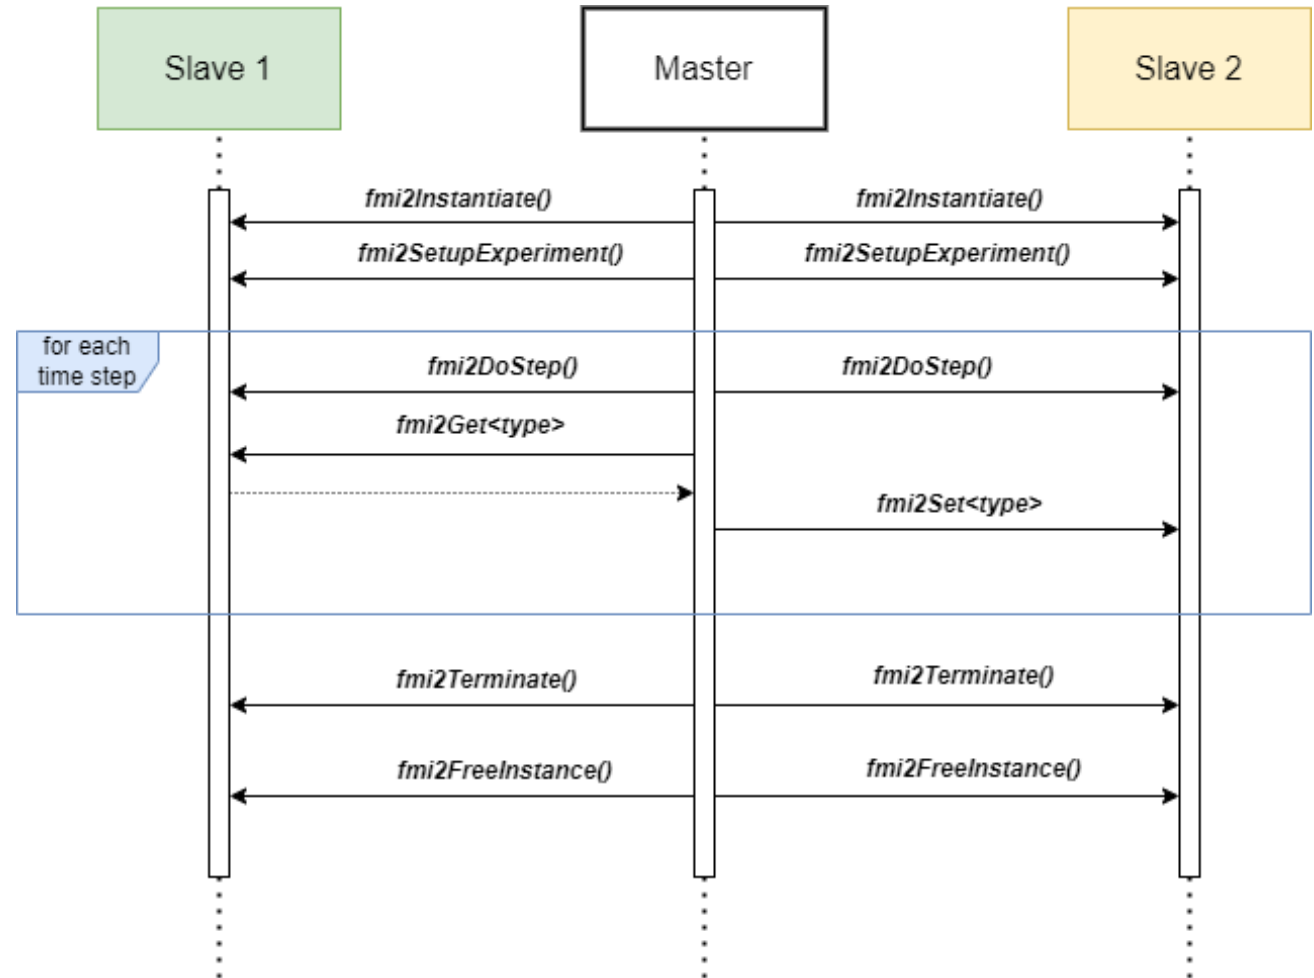 Slave 1
Master
Slave 2
fmi2Instantiate()
fmi2Instantiate()
fmi2SetupExperiment()
fmi2SetupExperiment()
for each
time step
fmi2DoStep()
fmi2DoStep()
fmi2Get<type>
fmi2Set<type>
fmi2Terminate()
fmi2Terminate()
fmi2FreeInstance()
fmi2FreeInstance()